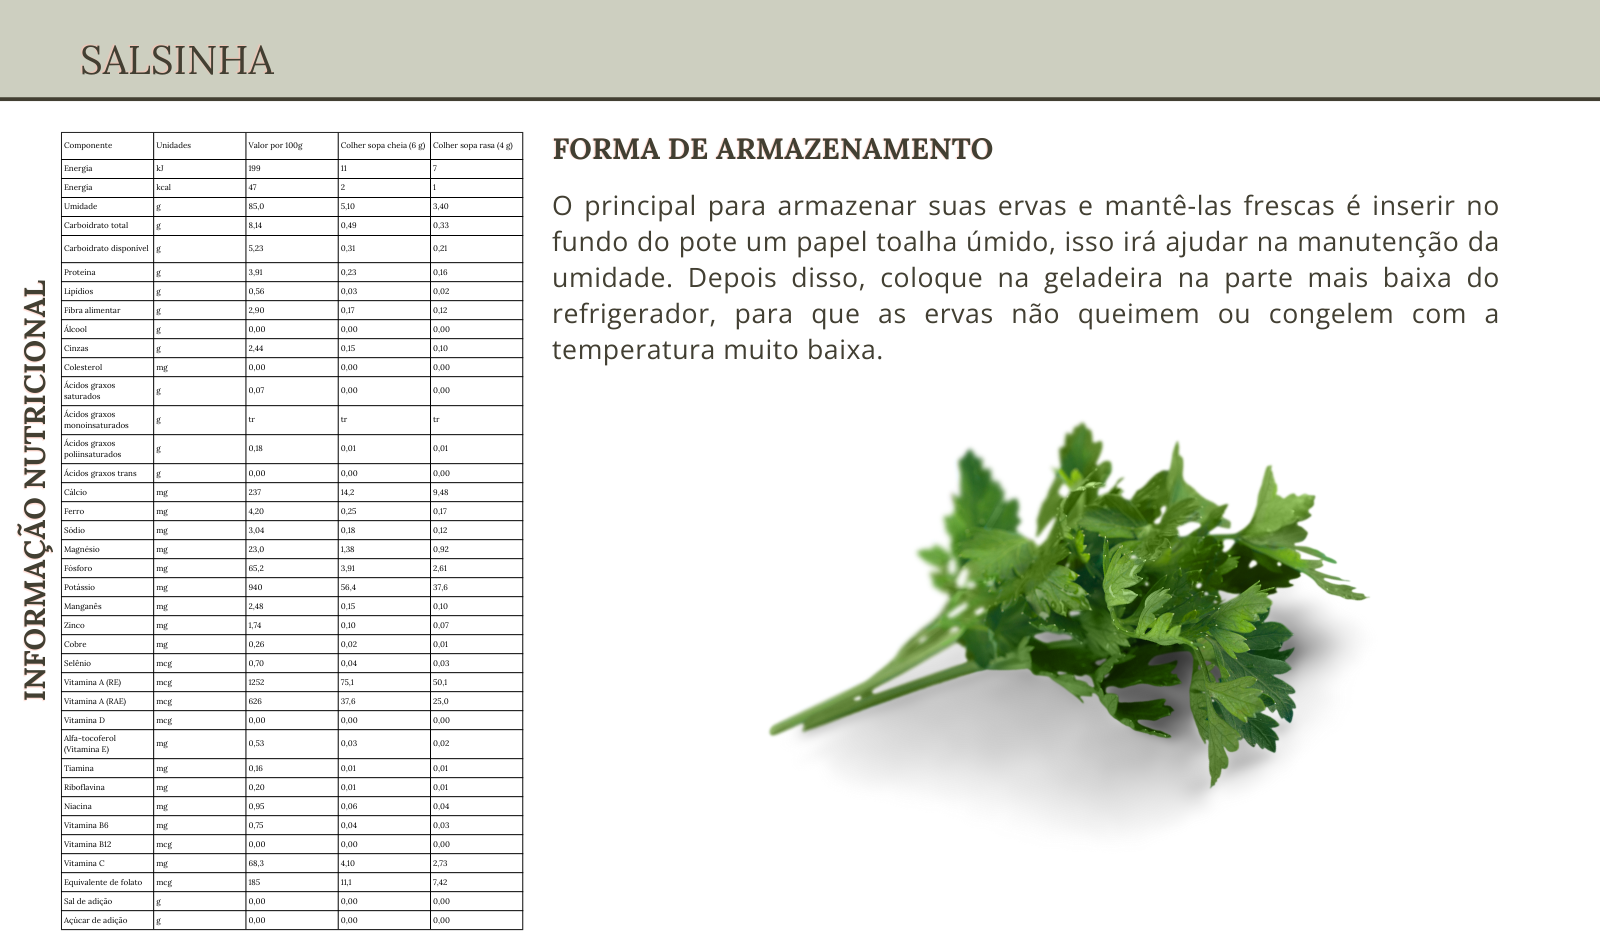 SALSINHA
INFORMAÇÃO NUTRICIONAL
Componente Unidades Valor por 100g Colher sopa cheia (6 g) Colher sopa rasa (4 g)
Energia kJ 199 11 7
Energia kcal 47 2 1
Umidade g 85,0 5,10 3,40
Carboidrato total g 8,14 0,49 0,33
Carboidrato disponível g 5,23 0,31 0,21
Proteína g 3,91 0,23 0,16
Lipídios g 0,56 0,03 0,02
Fibra alimentar g 2,90 0,17 0,12
Álcool g 0,00 0,00 0,00
Cinzas g 2,44 0,15 0,10
Colesterol mg 0,00 0,00 0,00
Ácidos graxos
saturados g 0,07 0,00 0,00
Ácidos graxos
monoinsaturados g tr tr tr
Ácidos graxos
poliinsaturados g 0,18 0,01 0,01
Ácidos graxos trans g 0,00 0,00 0,00
Cálcio mg 237 14,2 9,48
Ferro mg 4,20 0,25 0,17
Sódio mg 3,04 0,18 0,12
Magnésio mg 23,0 1,38 0,92
Fósforo mg 65,2 3,91 2,61
Potássio mg 940 56,4 37,6
Manganês mg 2,48 0,15 0,10
Zinco mg 1,74 0,10 0,07
Cobre mg 0,26 0,02 0,01
Selênio mcg 0,70 0,04 0,03
Vitamina A (RE) mcg 1252 75,1 50,1
Vitamina A (RAE) mcg 626 37,6 25,0
Vitamina D mcg 0,00 0,00 0,00
Alfa-tocoferol
(Vitamina E) mg 0,53 0,03 0,02
Tiamina mg 0,16 0,01 0,01
Riboflavina mg 0,20 0,01 0,01
Niacina mg 0,95 0,06 0,04
Vitamina B6 mg 0,75 0,04 0,03
Vitamina B12 mcg 0,00 0,00 0,00
Vitamina C mg 68,3 4,10 2,73
Equivalente de folato mcg 185 11,1 7,42
Sal de adição g 0,00 0,00 0,00
Açúcar de adição g 0,00 0,00 0,00
FORMA DE ARMAZENAMENTO
O principal para armazenar suas ervas e mantê-las frescas é inserir no
fundo do pote um papel toalha úmido, isso irá ajudar na manutenção da
umidade. Depois disso, coloque na geladeira na parte mais baixa do
refrigerador, para que as ervas não queimem ou congelem com a
temperatura muito baixa.